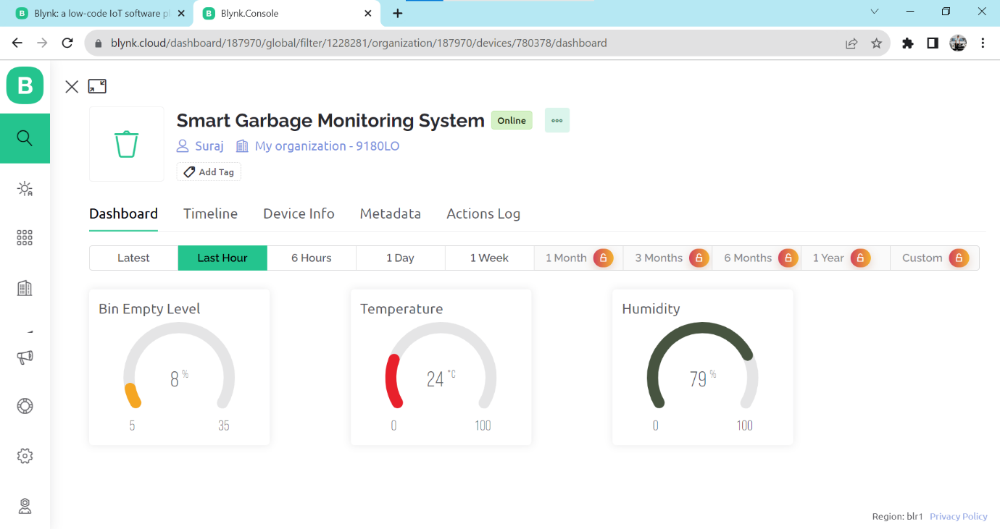 Blynk: a low-code IoT software pl
Blynk.Console
blynk.cloud/dashboard/187970/global/filter/1228281/organization/187970/devices/780378/dashboard
B
Smart Garbage Monitoring System Online
Suraj My organization - 9180LO
Add Tag
Dashboard Timeline Device Info Metadata Actions Log
Latest Last Hour 6 Hours 1 Day 1 Week 1 Month 3 Months 6 Months 1 Year Custom
Bin Empty Level
8 %
5 35
Temperature
24 °C
0 100
Humidity
79 %
0 100
Region: blr1 Privacy Policy